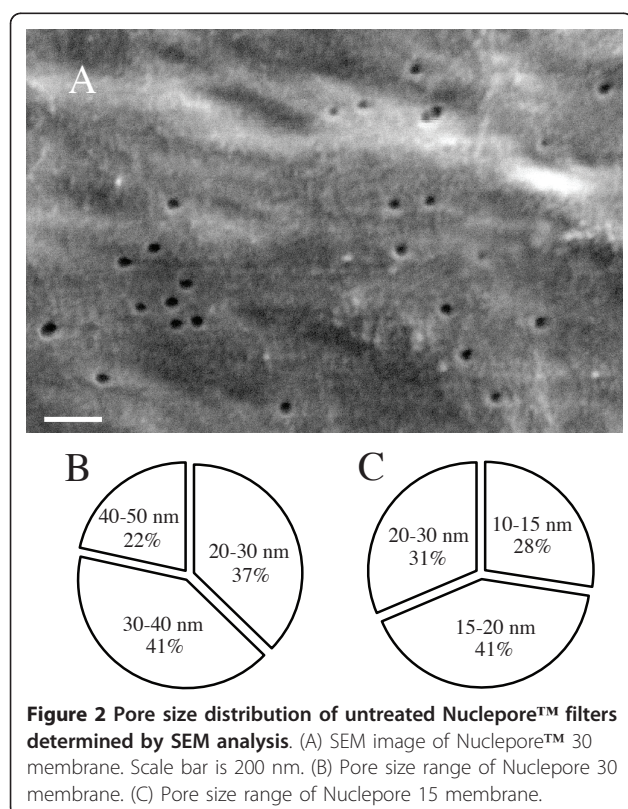 A
B
40-50 nm
22%
20-30 nm
37%
30-40 nm
41%
C
20-30 nm
31%
10-15 nm
28%
15-20 nm
41%
Figure 2 Pore size distribution of untreated Nuclepore™ filters
determined by SEM analysis. (A) SEM image of Nuclepore™ 30
membrane. Scale bar is 200 nm. (B) Pore size range of Nuclepore 30
membrane. (C) Pore size range of Nuclepore 15 membrane.